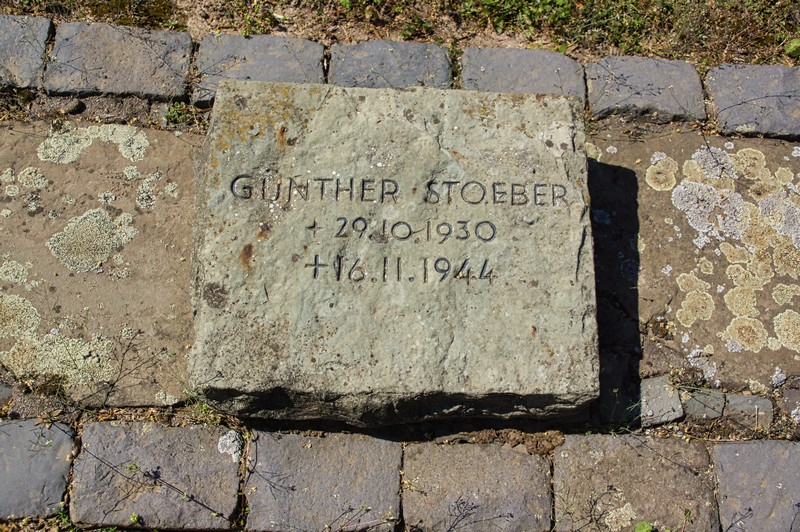 GÜNTHER STOEBER
+ 29.10.1930
+ 16.11.1944